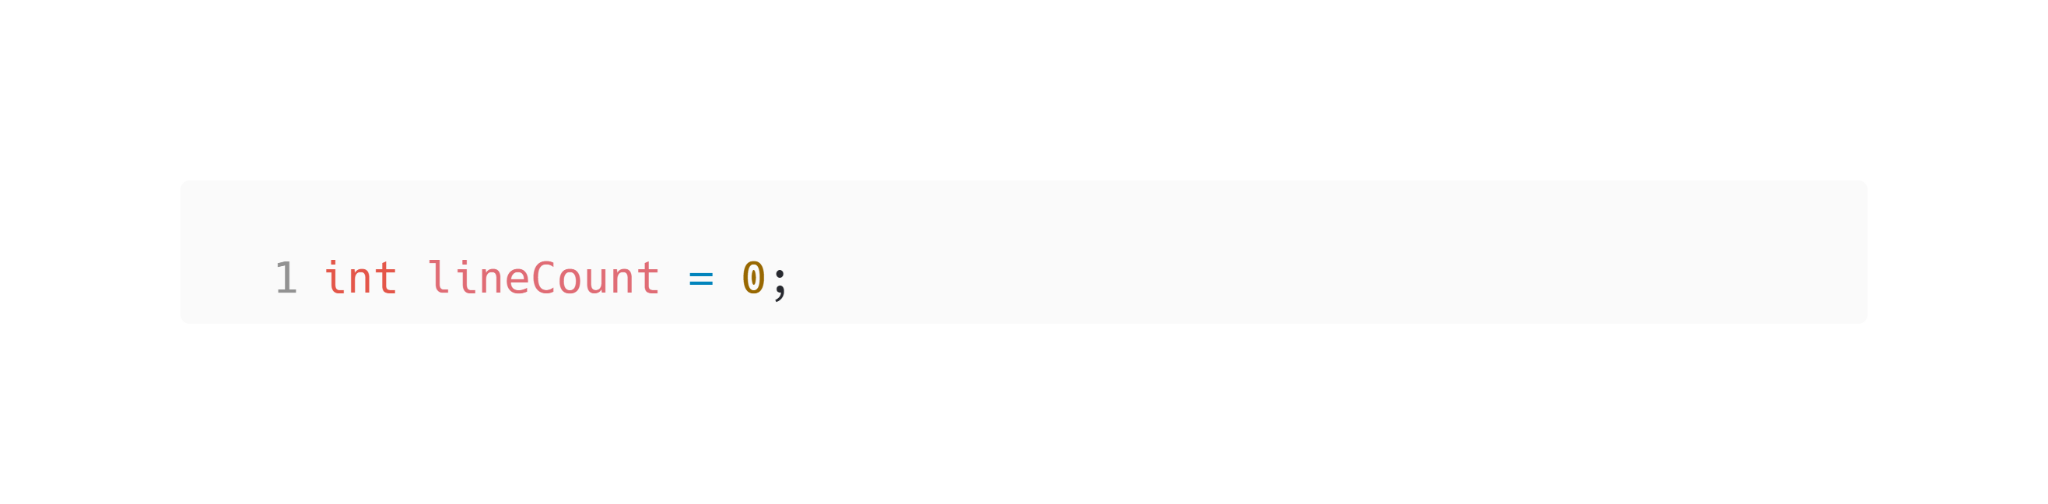 1 int lineCount = 0;